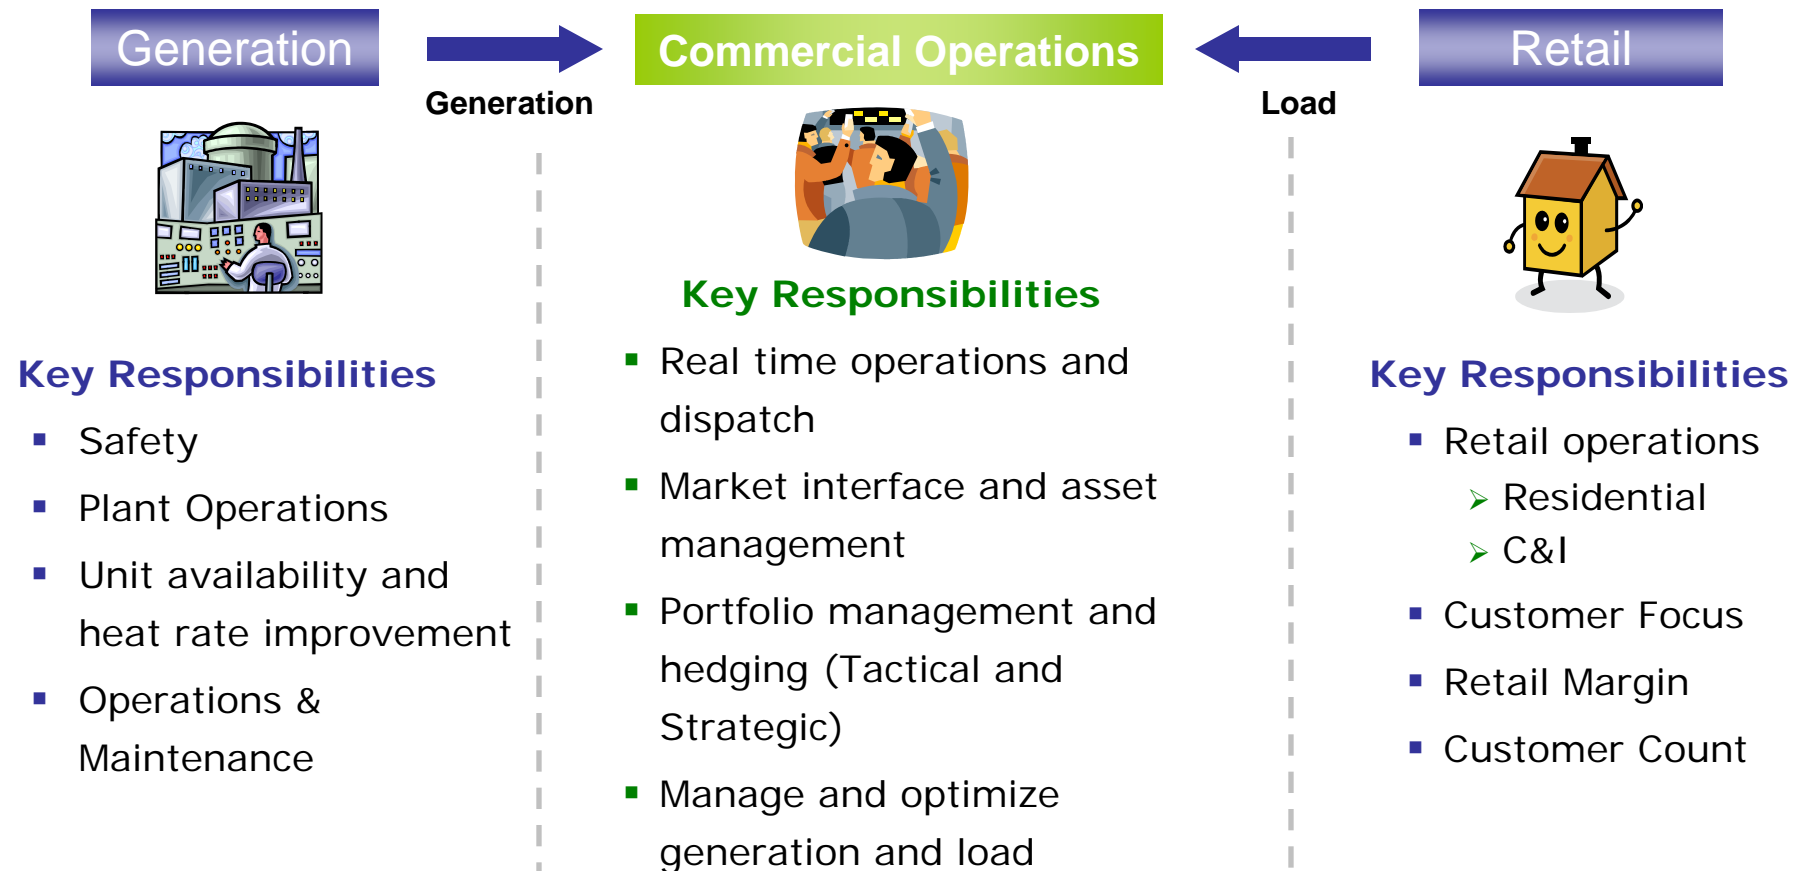 Generation
Commercial Operations
Retail
Generation
Load
Key Responsibilities
Safety
Plant Operations
Unit availability and
heat rate improvement
Operations &
Maintenance
Key Responsibilities
Real time operations and
dispatch
Market interface and asset
management
Portfolio management and
hedging (Tactical and
Strategic)
Manage and optimize
generation and load
Key Responsibilities
Retail operations
Residential
C&I
Customer Focus
Retail Margin
Customer Count